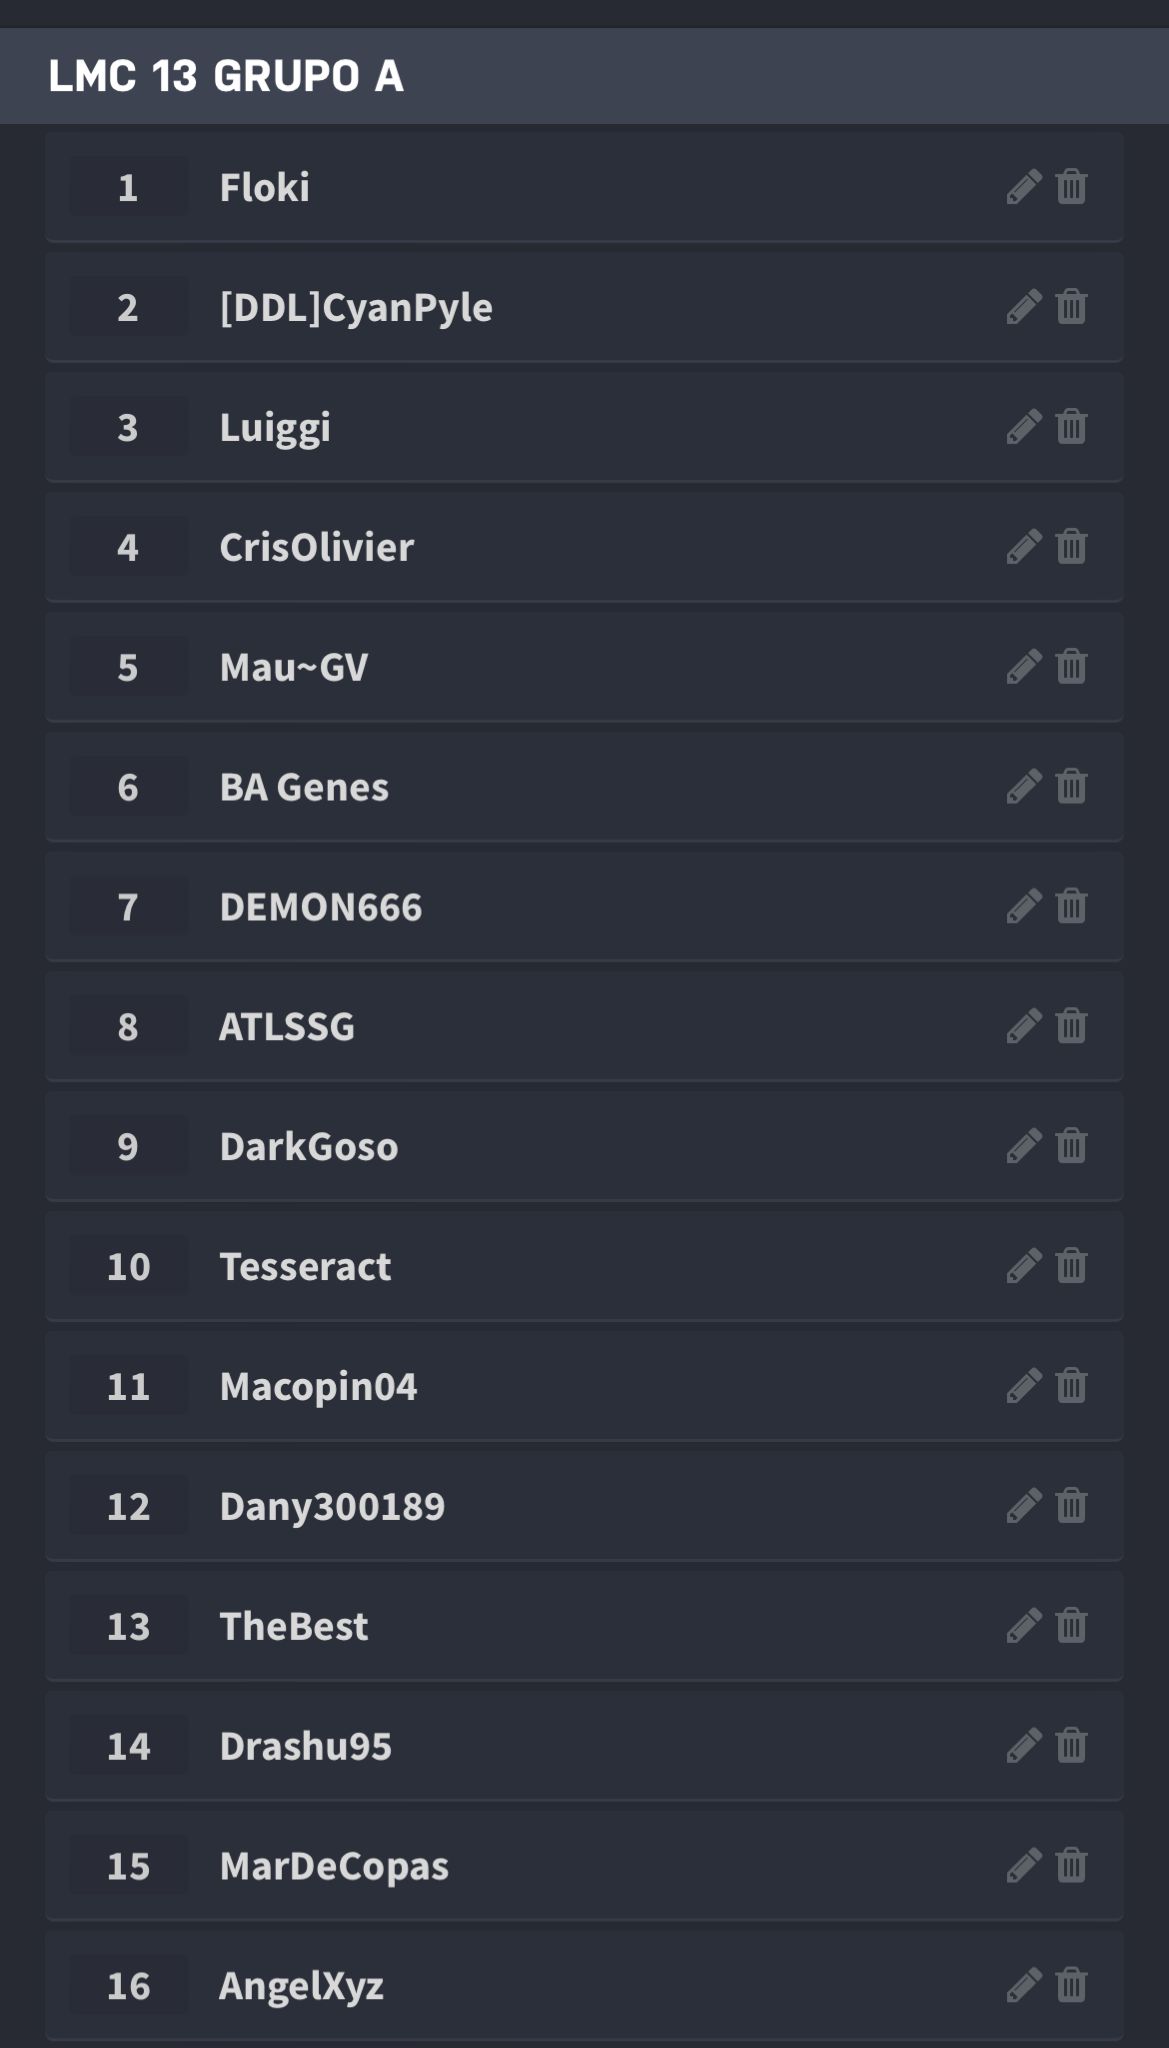 LMC 13 GRUPO A
1 Floki
2 [DDL]CyanPyle
3 Luiggi
4 CrisOlivier
5 Mau~GV
6 BA Genes
7 DEMON666
8 ATLSSG
9 DarkGoso
10 Tesseract
11 Macopin04
12 Dany300189
13 TheBest
14 Drashu95
15 MarDeCopas
16 AngelXyz